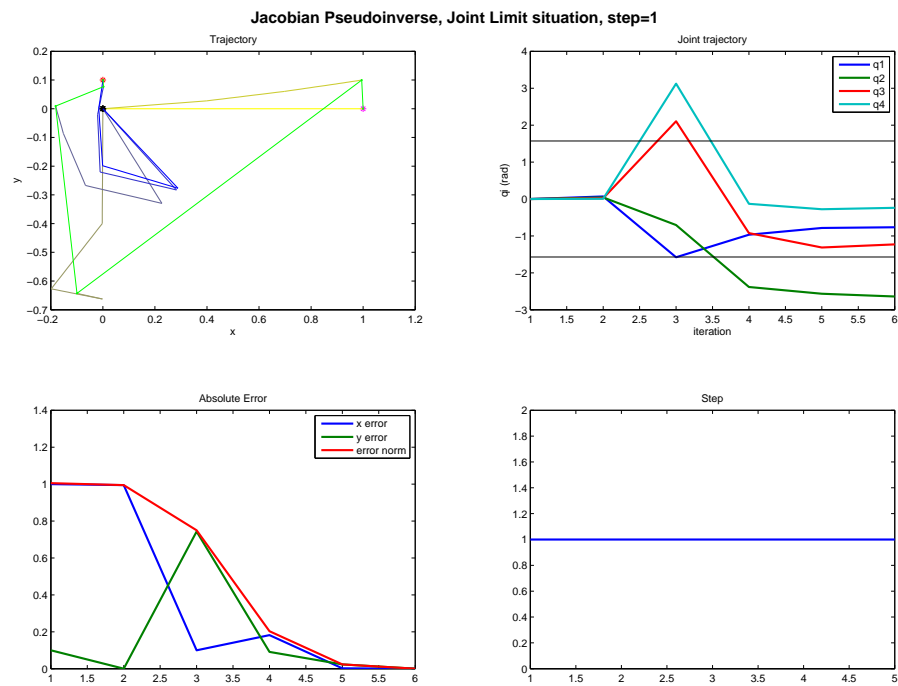 Jacobian Pseudoinverse, Joint Limit situation, step=1
Trajectory
0.2
0.1
0
−0.1
−0.2
−0.3
−0.4
−0.5
−0.6
−0.7
y
−0.2 0 0.2 0.4 0.6 0.8 1 1.2
x
Joint trajectory
q1
q2
q3
q4
4
3
2
1
0
−1
−2
−3
qi (rad)
1 1.5 2 2.5 3 3.5 4 4.5 5 5.5 6
iteration
Absolute Error
x error
y error
error norm
1.4
1.2
1
0.8
0.6
0.4
0.2
0
1 1.5 2 2.5 3 3.5 4 4.5 5 5.5 6
Step
2
1.8
1.6
1.4
1.2
1
0.8
0.6
0.4
0.2
0
1 1.5 2 2.5 3 3.5 4 4.5 5